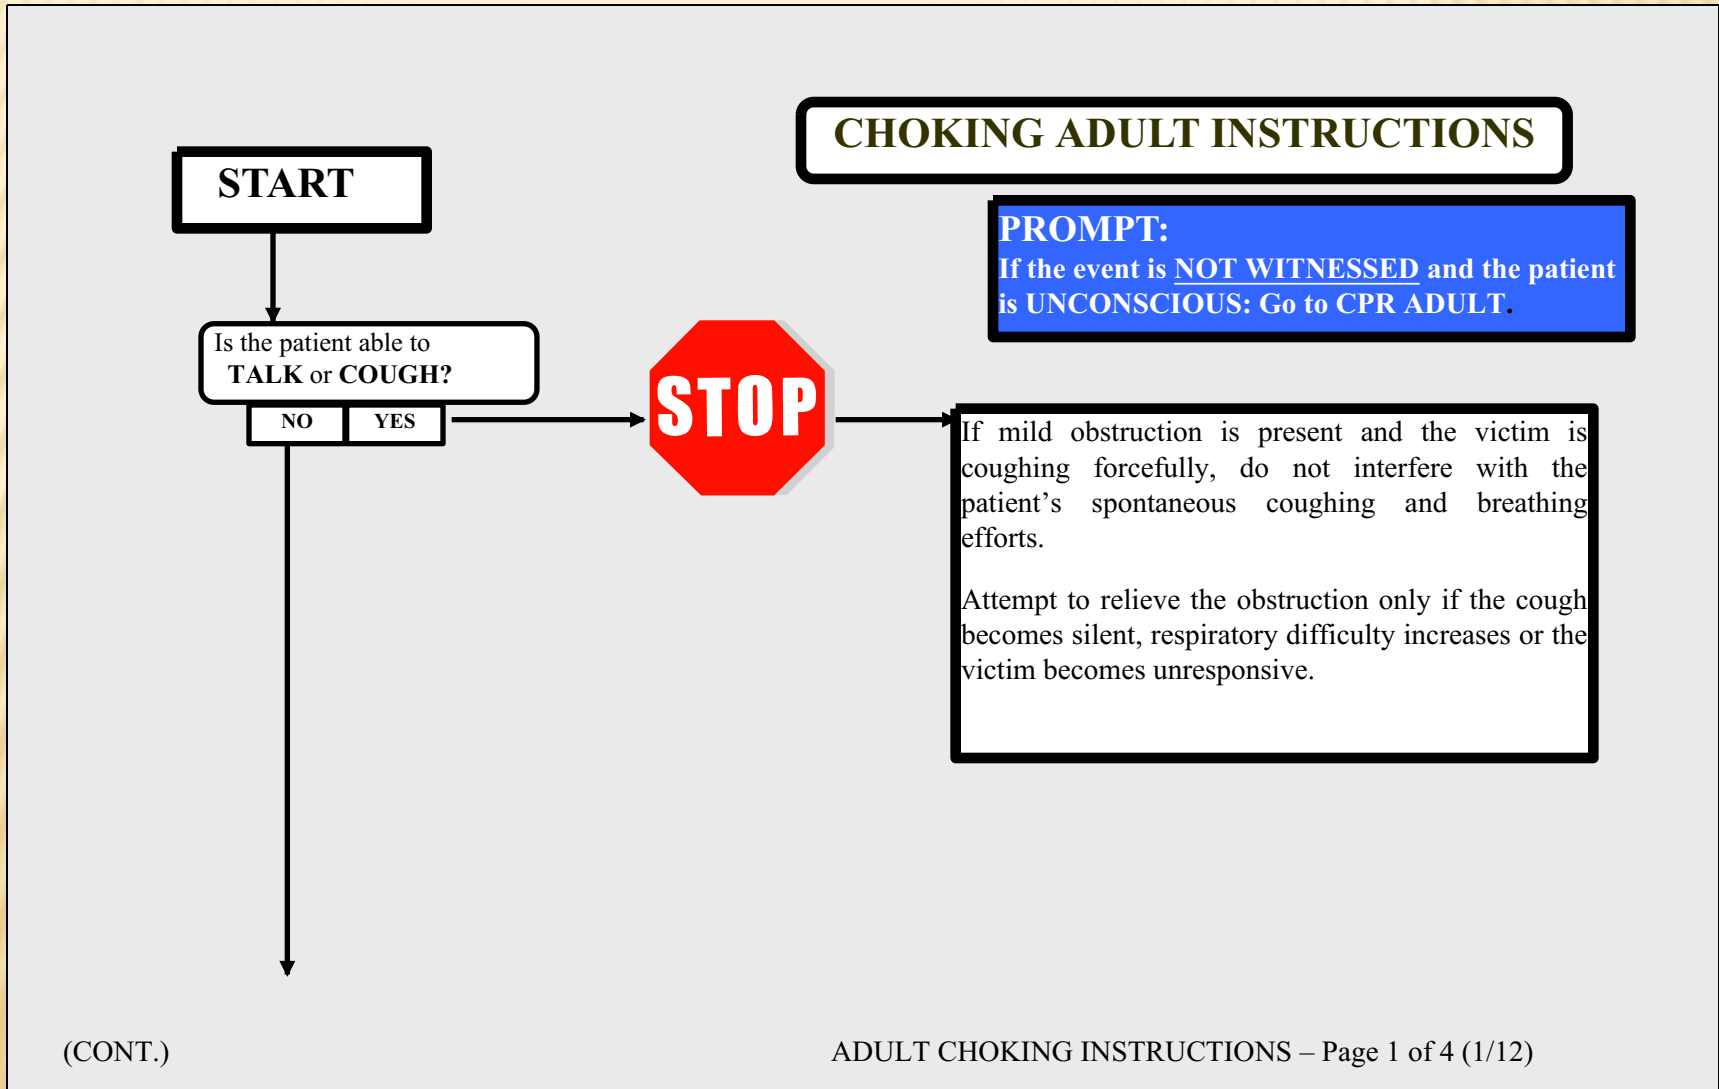 CHOKING ADULT INSTRUCTIONS
START
PROMPT:
If the event is NOT WITNESSED and the patient
is UNCONSCIOUS: Go to CPR ADULT.
Is the patient able to
TALK or COUGH?
NO YES
STOP
If mild obstruction is present and the victim is
coughing forcefully, do not interfere with the
patient’s spontaneous coughing and breathing
efforts.
Attempt to relieve the obstruction only if the cough
becomes silent, respiratory difficulty increases or the
victim becomes unresponsive.
(CONT.)
ADULT CHOKING INSTRUCTIONS – Page 1 of 4 (1/12)